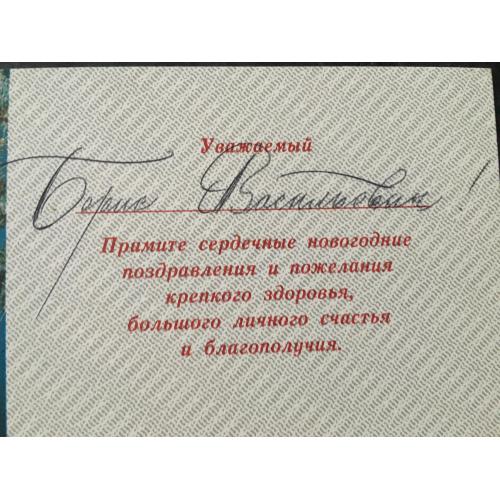 Уважаемый
Борис Васильевич!
Примите сердечные новогодние
поздравления и пожелания
крепкого здоровья,
большого личного счастья
и благополучия.